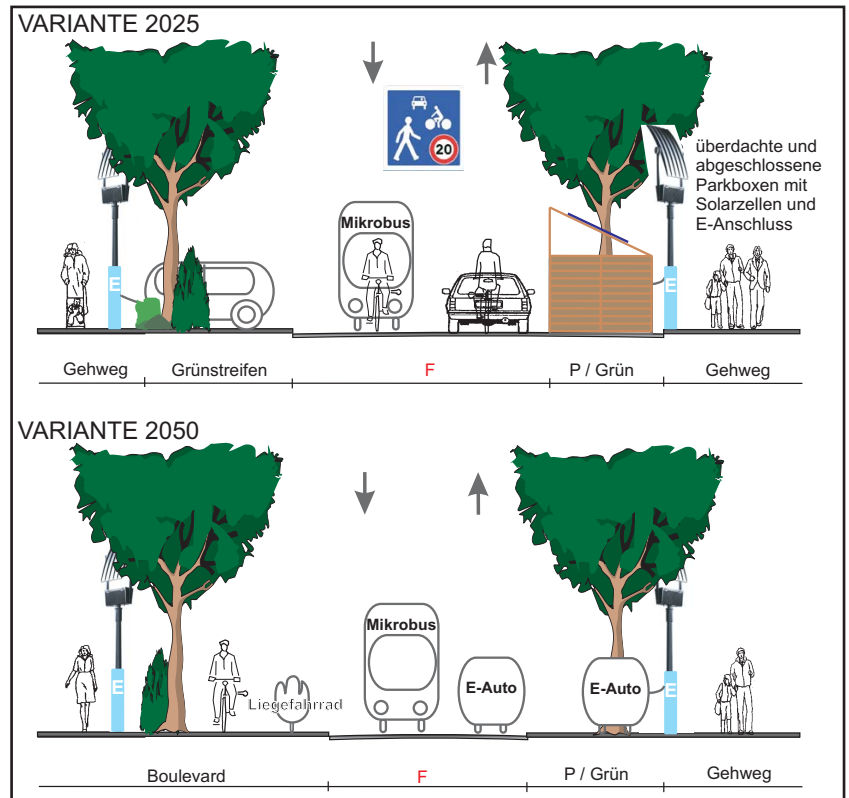 VARIANTE 2025
20
überdachte und
abgeschlossene
Parkboxen mit
Solarzellen und
E-Anschluss
Mikrobus
E
E
Gehweg
Grünstreifen
F
P / Grün
Gehweg
VARIANTE 2050
Mikrobus
E-Auto
E-Auto
E
E
Liegefahrrad
Boulevard
F
P / Grün
Gehweg